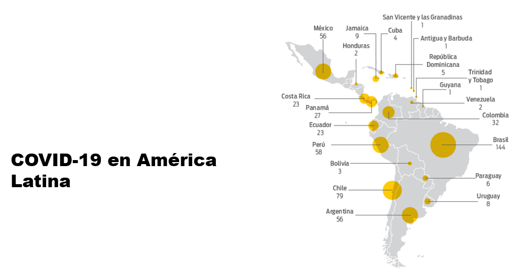 COVID-19 en América
Latina
México
56
Jamaica
9
Honduras
2
Cuba
4
San Vicente y las Granadinas
1
Antigua y Barbuda
1
República
Dominicana
5
Trinidad
y Tobago
1
Guyana
1
Costa Rica
23
Panamá
27
Venezuela
2
Colombia
32
Ecuador
23
Perú
58
Brasil
144
Bolivia
3
Chile
79
Paraguay
6
Uruguay
8
Argentina
56